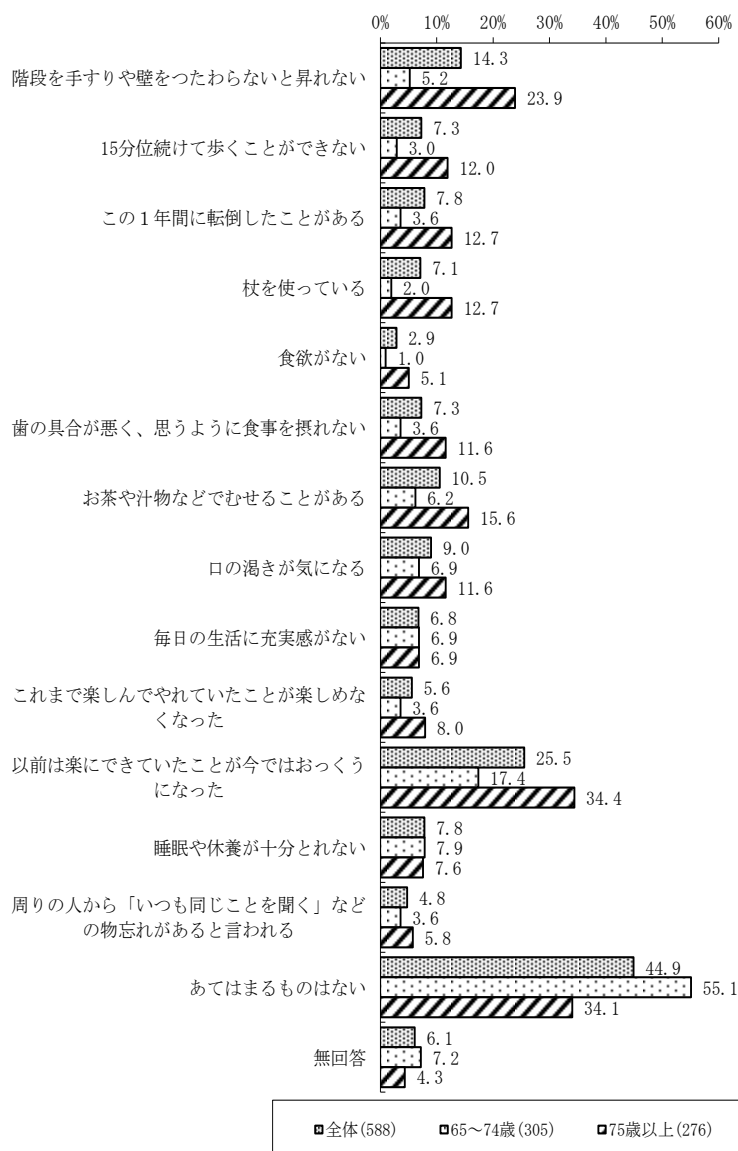 0% 10% 20% 30% 40% 50% 60%
階段を手すりや壁をつたわらないと昇れない
14.3
5.2
23.9
15分位続けて歩くことができない
7.3
3.0
12.0
この１年間に転倒したことがある
7.8
3.6
12.7
杖を使っている
7.1
2.0
12.7
食欲がない
2.9
1.0
5.1
歯の具合が悪く、思うように食事を摂れない
7.3
3.6
11.6
お茶や汁物などでむせることがある
10.5
6.2
15.6
口の渇きが気になる
9.0
6.9
11.6
毎日の生活に充実感がない
6.8
6.9
6.9
これまで楽しんでやれていたことが楽しめな
くなった
5.6
3.6
8.0
以前は楽にできていたことが今ではおっくう
になった
25.5
17.4
34.4
睡眠や休養が十分とれない
7.8
7.9
7.6
周りの人から「いつも同じことを聞く」など
の物忘れがあると言われる
4.8
3.6
5.8
あてはまるものはない
44.9
55.1
34.1
無回答
6.1
7.2
4.3
全体(588) 65～74歳(305) 75歳以上(276)